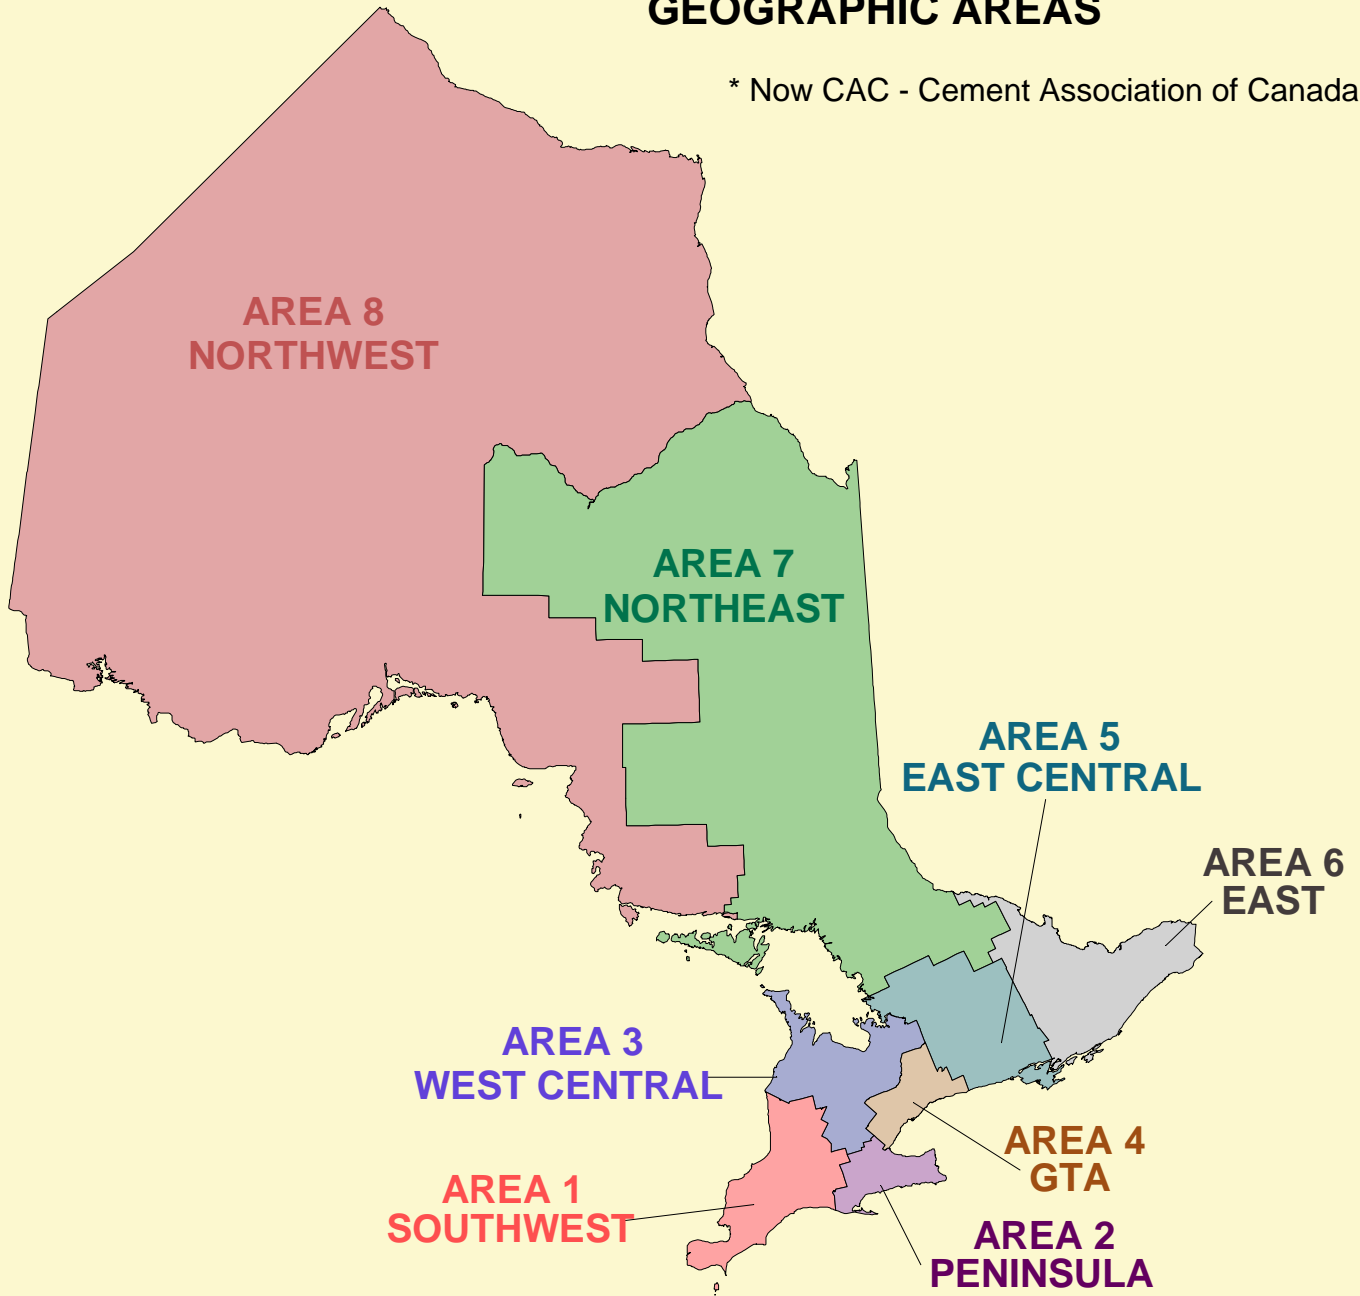 GEOGRAPHIC AREAS
* Now CAC - Cement Association of Canada
AREA 8
NORTHWEST
AREA 7
NORTHEAST
AREA 5
EAST CENTRAL
AREA 6
EAST
AREA 3
WEST CENTRAL
AREA 4
GTA
AREA 1
SOUTHWEST
AREA 2
PENINSULA